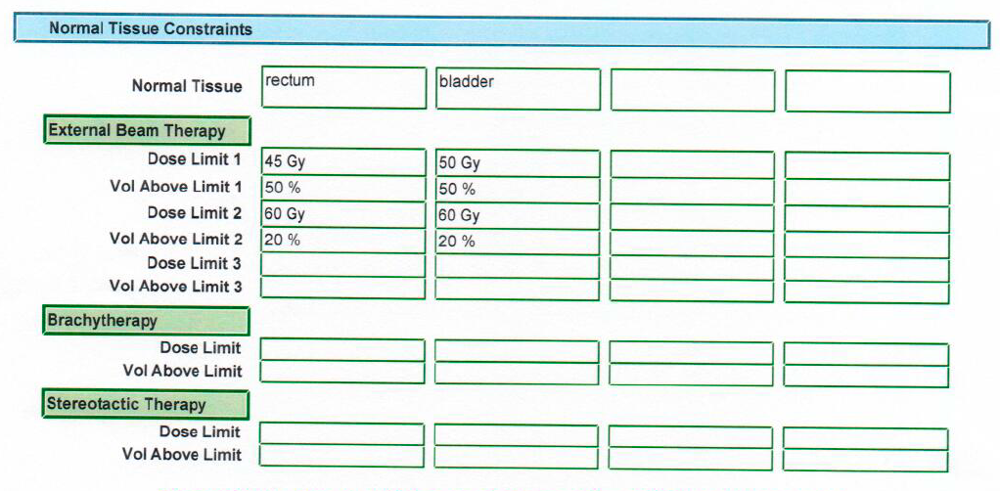 Normal Tissue Constraints
Normal Tissue rectum bladder
External Beam Therapy
Dose Limit 1 45 Gy 50 Gy
Vol Above Limit 1 50 % 50 %
Dose Limit 2 60 Gy 60 Gy
Vol Above Limit 2 20 % 20 %
Dose Limit 3
Vol Above Limit 3
Brachytherapy
Dose Limit
Vol Above Limit
Stereotactic Therapy
Dose Limit
Vol Above Limit